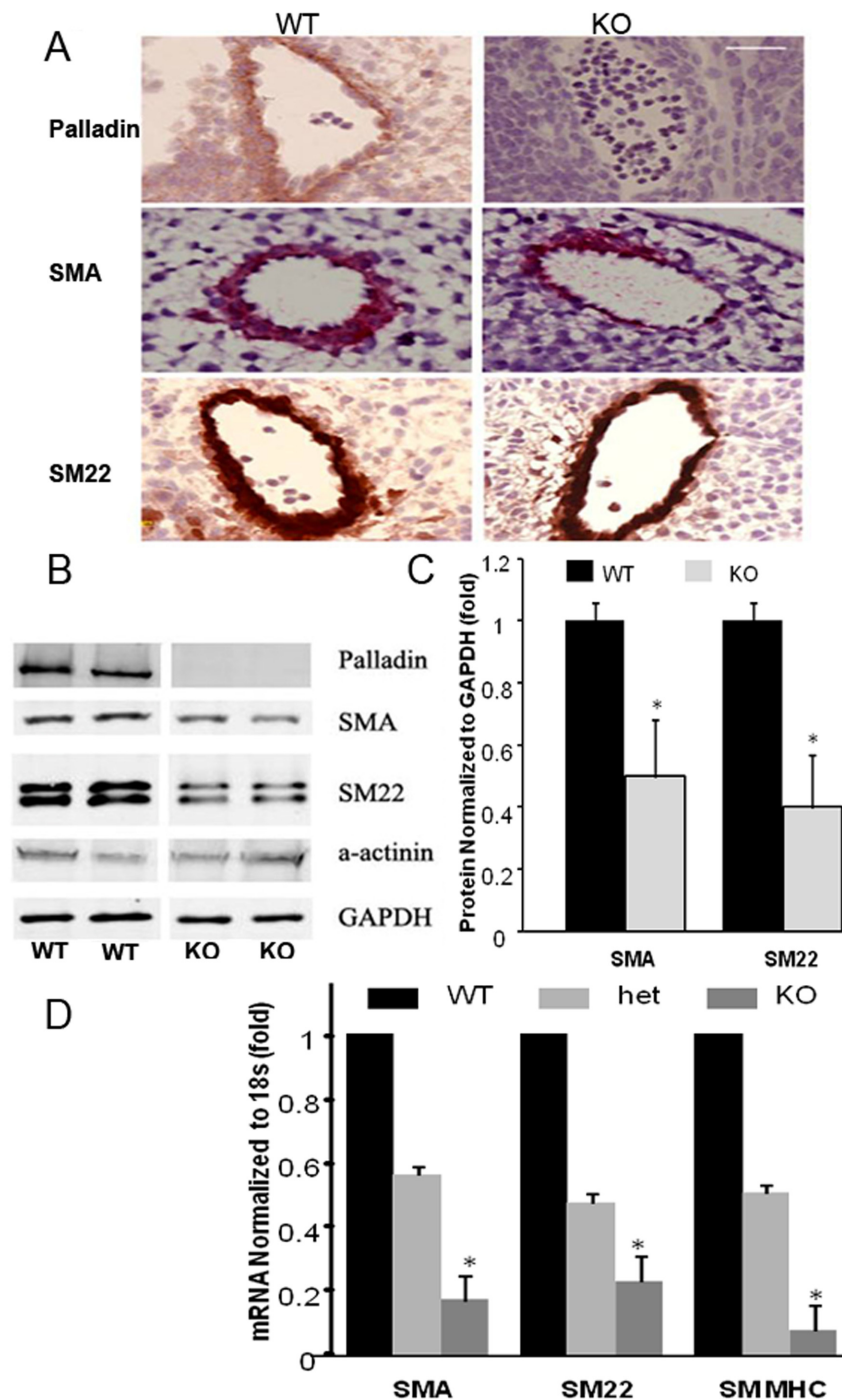 A
WT
KO
Palladin
SMA
SM22
B
Palladin
SMA
SM22
a-actinin
GAPDH
WT WT KO KO
C
Protein Normalized to GAPDH (fold)
1.2
1
0.8
0.6
0.4
0.2
0
WT KO
*
*
SMA SM22
D
mRNA Normalized to 18s (fold)
1
0.8
0.6
0.4
0.2
0
WT het KO
*
*
*
SMA SM22 SMMHC